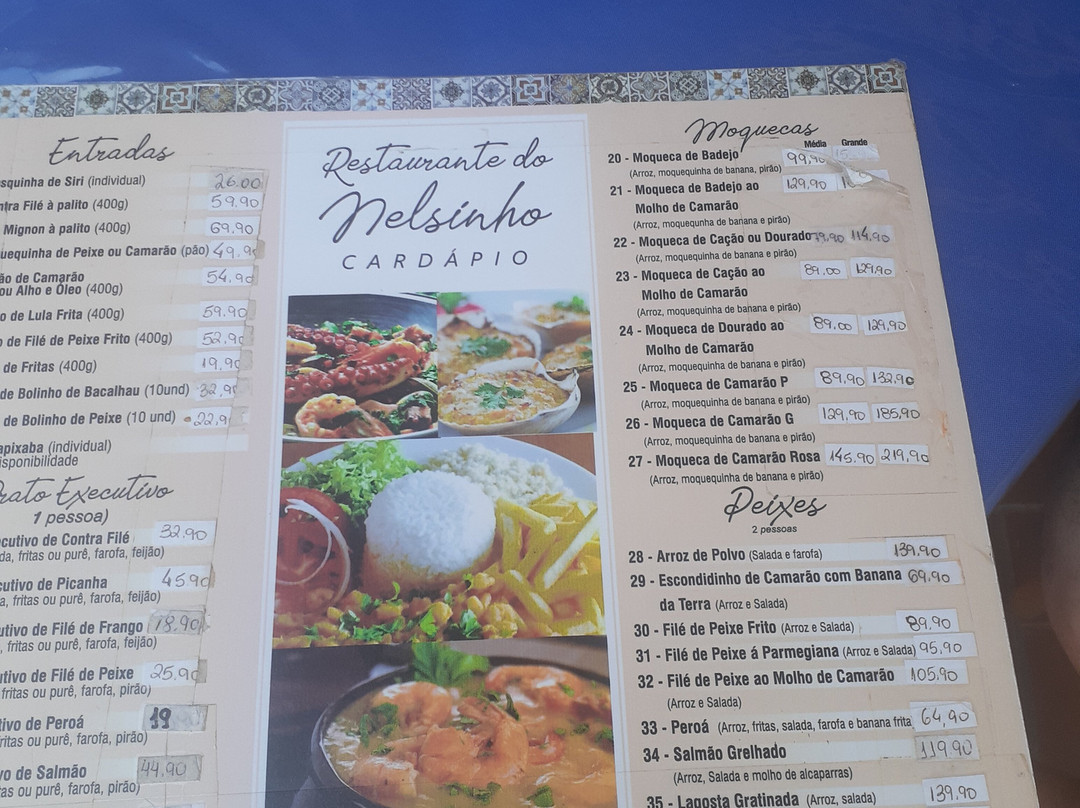 Entradas
squinha de Siri (individual) 26.00
ntra Filé à palito (400g) 59,90
Mignon à palito (400g) 69,90
uequinha de Peixe ou Camarão (pão) 49,9
ão de Camarão
ou Alho e Óleo (400g) 54,90
o de Lula Frita (400g) 59,90
o de Filé de Peixe Frito (400g) 52,90
de Fritas (400g) 19,90
de Bolinho de Bacalhau (10und) 32,90
de Bolinho de Peixe (10 und) 22,9
apixaba (individual)
isponibilidade
rato Executivo
1 pessoa)
ecutivo de Contra Filé 32,90
da, fritas ou purê, farofa, feijão)
cutivo de Picanha 45,90
a, fritas ou purê, farofa, feijão)
utivo de Filé de Frango 18,90
, fritas ou purê, farofa, feijão)
utivo de Filé de Peixe 25,90
fritas ou purê, farofa, pirão)
tivo de Peroá 19
ritas ou purê, farofa, pirão)
vo de Salmão 44,90
as ou purê, farofa, pirão)
Restaurante do
Nelsinho
CARDÁPIO
Moquecas
Média Grande
20 - Moqueca de Badejo 99,90
(Arroz, moquequinha de banana, pirão)
21 - Moqueca de Badejo ao 129,90
Molho de Camarão
(Arroz, moquequnha de banana e pirão)
22 - Moqueca de Cação ou Dourado 79,90 114,90
(Arroz, moquequinha de banana e pirão)
23 - Moqueca de Cação ao 89,00 129,90
Molho de Camarão
(Arroz, moquequinha de banana e pirão)
24 - Moqueca de Dourado ao 89,00 129,90
Molho de Camarão
(Arroz, moquequinha de banana e pirão)
25 - Moqueca de Camarão P 89,90 132,90
(Arroz, moquequinha de banana e pirão)
26 - Moqueca de Camarão G 129,90 185,90
(Arroz, moquequinha de banana e pirão)
27 - Moqueca de Camarão Rosa 145,90 219,90
(Arroz, moquequinha de banana e pirão)
Peixes
2 pessoas
28 - Arroz de Polvo (Salada e farofa) 139,90
29 - Escondidinho de Camarão com Banana 69,90
da Terra (Arroz e Salada)
30 - Filé de Peixe Frito (Arroz e Salada) 89,90
31 - Filé de Peixe á Parmegiana (Arroz e Salada) 95,90
32 - Filé de Peixe ao Molho de Camarão 105,90
(Arroz e Salada)
33 - Peroá (Arroz, fritas, salada, farofa e banana frita 64,90
34 - Salmão Grelhado 119,90
(Arroz, Salada e molho de alcaparras)
35 - Lagosta Gratinada (Arroz, salada) 139.90